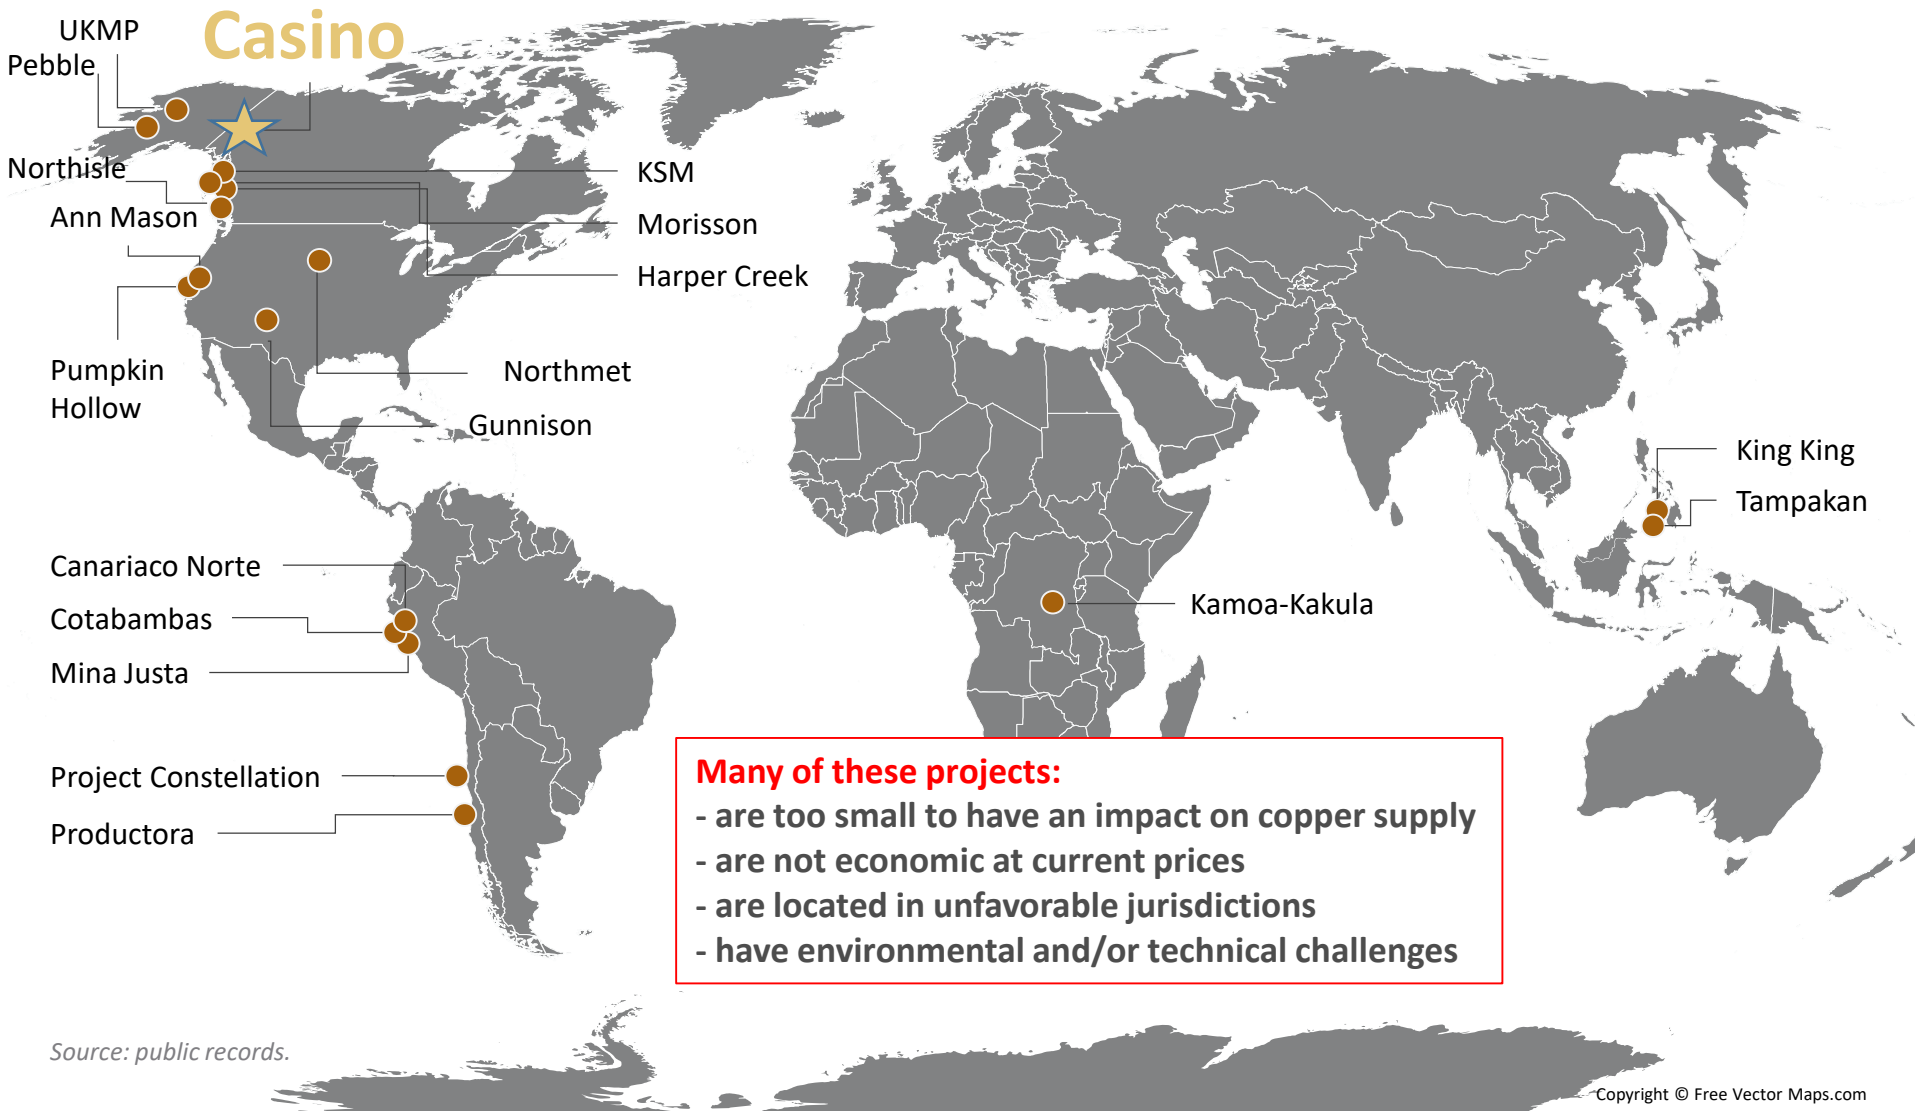 UKMP
Casino
Pebble
Northisle
KSM
Ann Mason
Morisson
Harper Creek
Pumpkin
Hollow
Northmet
Gunnison
King King
Tampakan
Canariaco Norte
Cotabambas
Kamoa-Kakula
Mina Justa
Project Constellation
Productora
Many of these projects:
- are too small to have an impact on copper supply
- are not economic at current prices
- are located in unfavorable jurisdictions
- have environmental and/or technical challenges
Source: public records.
Copyright © Free Vector Maps.com